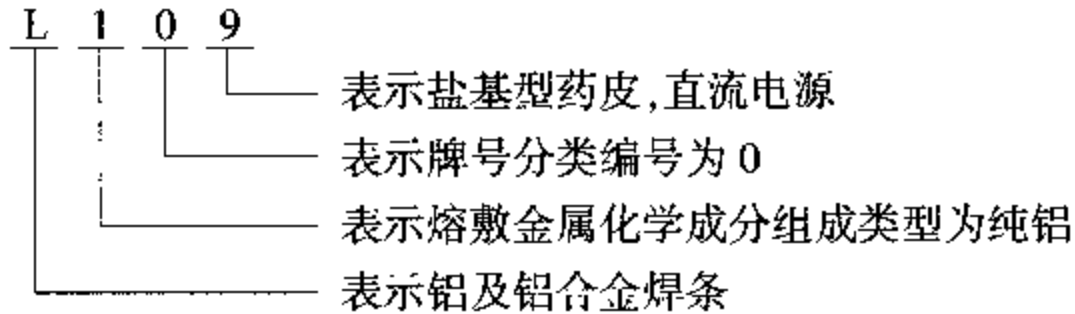 L 1 0 9
表示盐基型药皮,直流电源
表示牌号分类编号为 0
表示熔敷金属化学成分组成类型为纯铝
表示铝及铝合金焊条